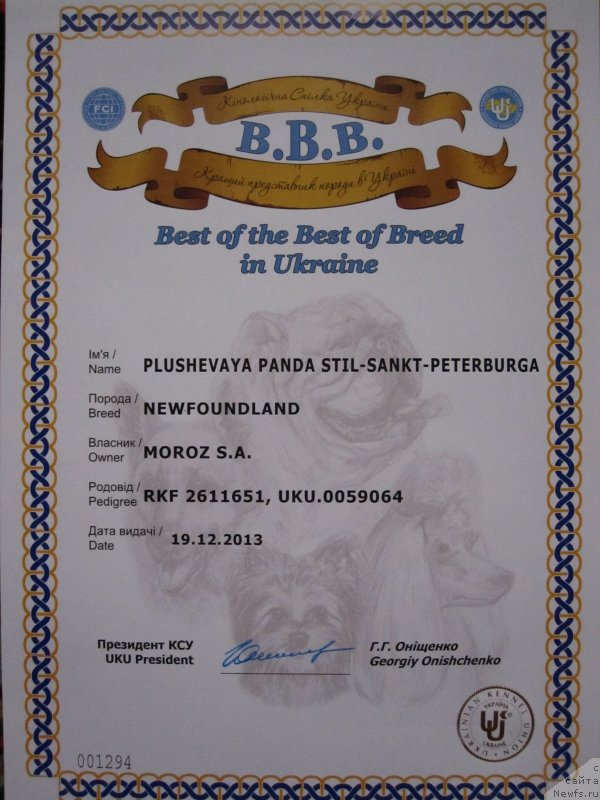 FCI
Кінологічна Спілка України
B.B.B.
Кращий представник породи в Україні
Best of the Best of Breed
in Ukraine
Ім'я /
Name PLUSHEVAYA PANDA STIL-SANKT-PETERBURGA
Порода /
Breed NEWFOUNDLAND
Власник /
Owner MOROZ S.A.
Родовід /
Pedigree RKF 2611651, UKU.0059064
Дата видачі /
Date 19.12.2013
Президент КСУ
UKU President
Г.Г. Оніщенко
Georgiy Onishchenko
UKRAINIAN KENNEL UNION
УКРАЇНА
UKRAINE
001294
с
сайта
Newfs.ru